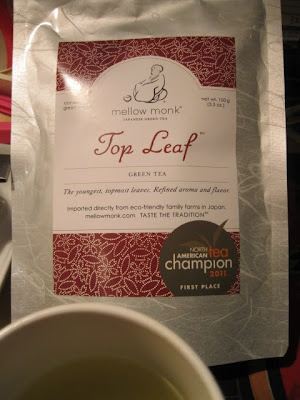 net wt. 100g
(3.5 oz.)
mellow monk®
JAPANESE GREEN TEA
Top Leaf™
GREEN TEA
The youngest, topmost leaves. Refined aroma and flavor.
Imported directly from eco-friendly family farms in Japan.
mellowmonk.com TASTE THE TRADITION™
NORTH
AMERICAN tea
champion
2011
FIRST PLACE